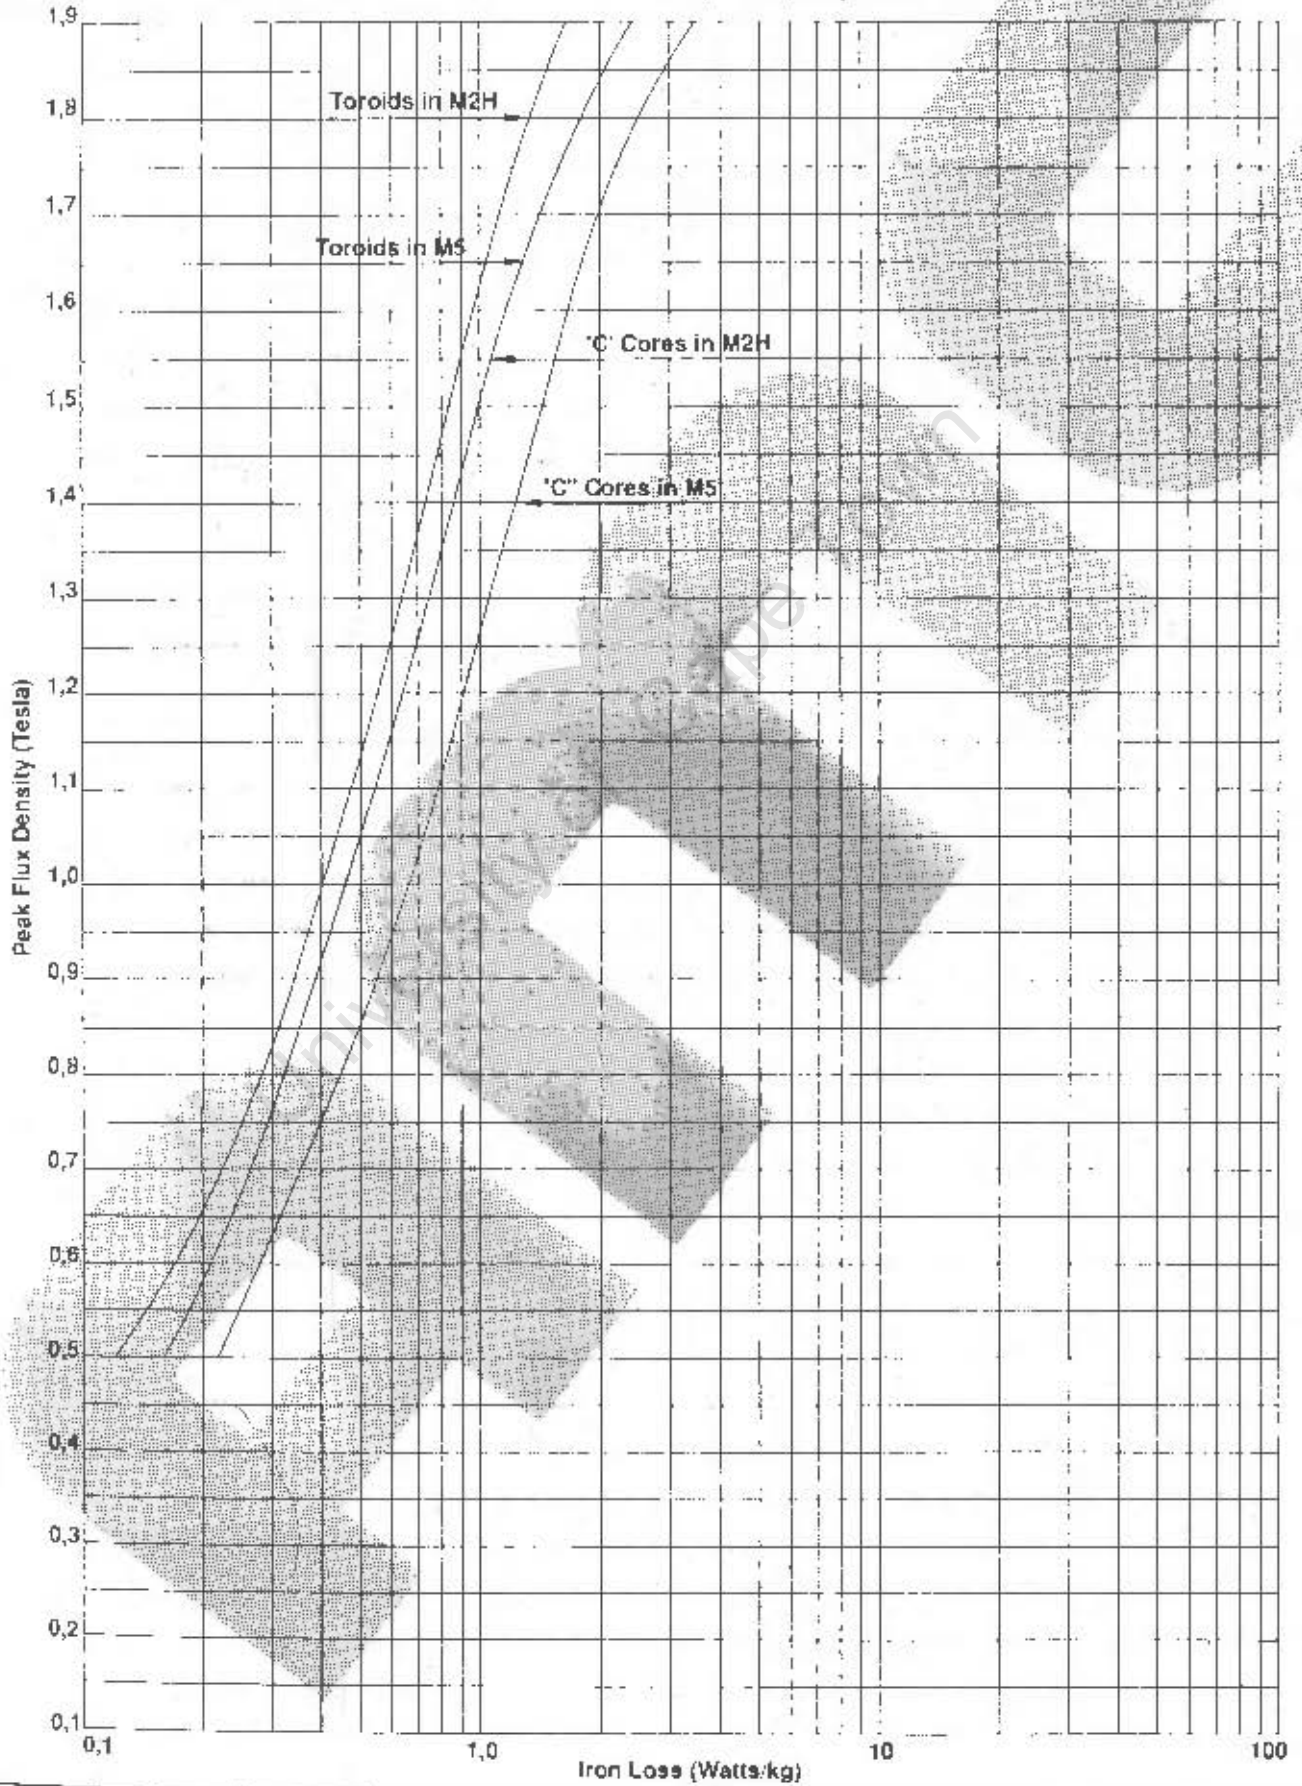 1,9
1,8
1,7
1,6
1,5
1,4
1,3
1,2
1,1
1,0
0,9
0,8
0,7
0,6
0,5
0,4
0,3
0,2
0,1
Peak Flux Density (Tesla)
Toroids in M2H
Toroids in M5
'C' Cores in M2H
'C" Cores in M5
University Cape
0,1 1,0 10 100
Iron Loss (Watts/kg)